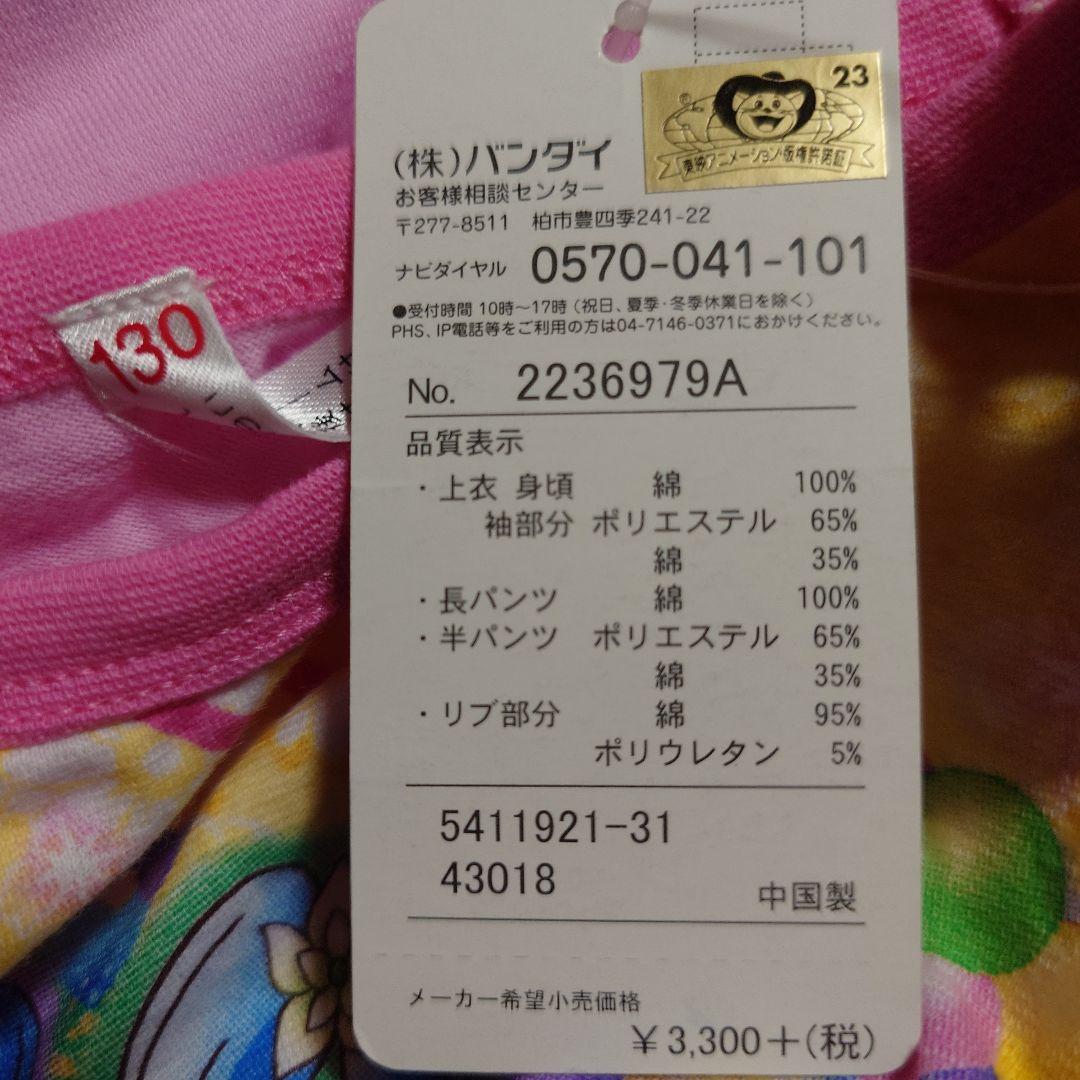 23
東映アニメーション・版権許諾証
(株)バンダイ
お客様相談センター
〒277-8511 柏市豊四季241-22
ナビダイヤル 0570-041-101
●受付時間 10時〜17時(祝日、夏季・冬季休業日を除く)
PHS、IP電話等をご利用の方は04-7146-0371におかけください。
130
No. 2236979A
品質表示
・上衣 身頃 綿 100%
袖部分 ポリエステル 65%
綿 35%
・長パンツ 綿 100%
・半パンツ ポリエステル 65%
綿 35%
・リブ部分 綿 95%
ポリウレタン 5%
5411921-31
43018
中国製
メーカー希望小売価格
¥3,300+(税)